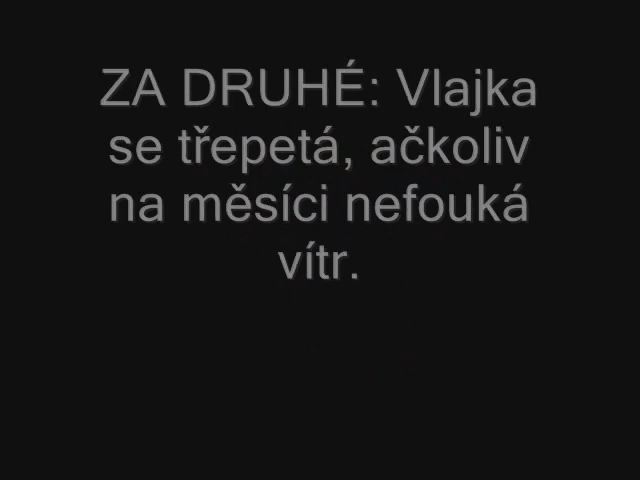 ZA DRUHÉ: Vlajka
se třepetá, ačkoliv
na měsíci nefouká
vítr.